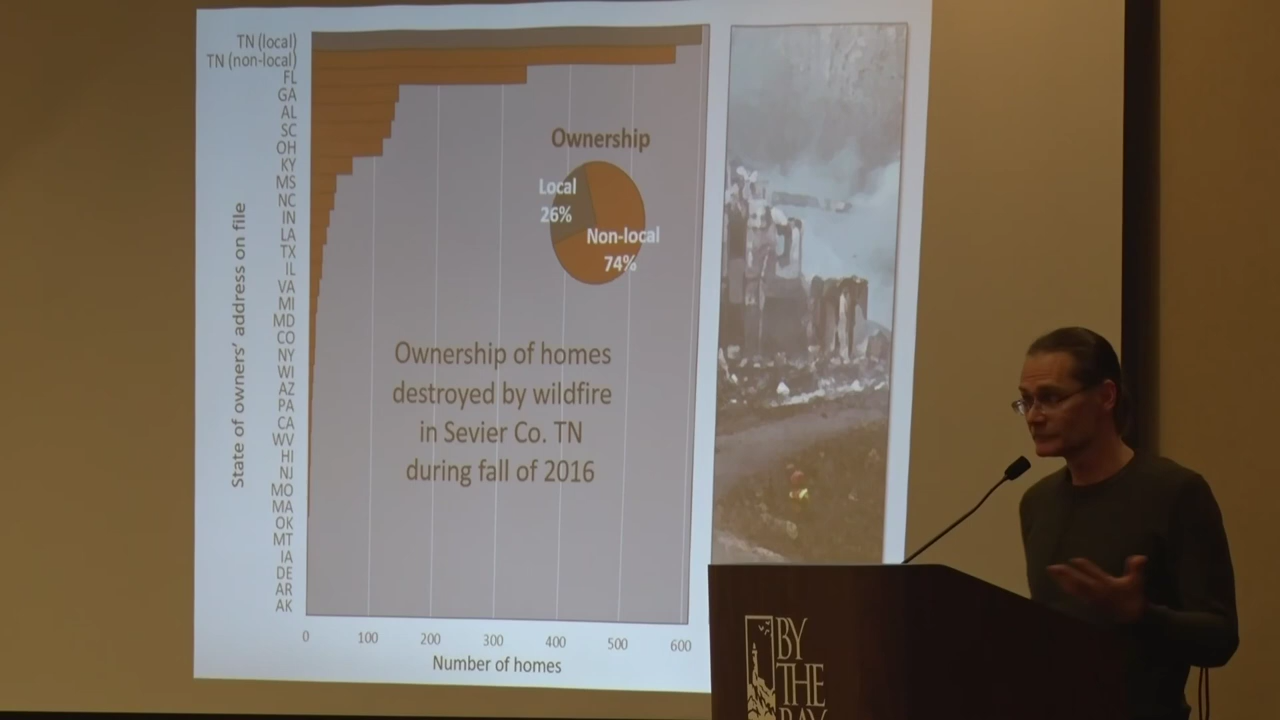 TN (local)
TN (non-local)
FL
GA
AL
SC
OH
KY
MS
NC
IN
LA
TX
IL
VA
MI
MD
CO
NY
WI
AZ
PA
CA
WV
HI
NJ
MO
MA
OK
MT
IA
DE
AR
AK
State of owners' address on file
0 100 200 300 400 500 600
Number of homes
Ownership
Local
26%
Non-local
74%
Ownership of homes
destroyed by wildfire
in Sevier Co. TN
during fall of 2016
BY
THE
BAY